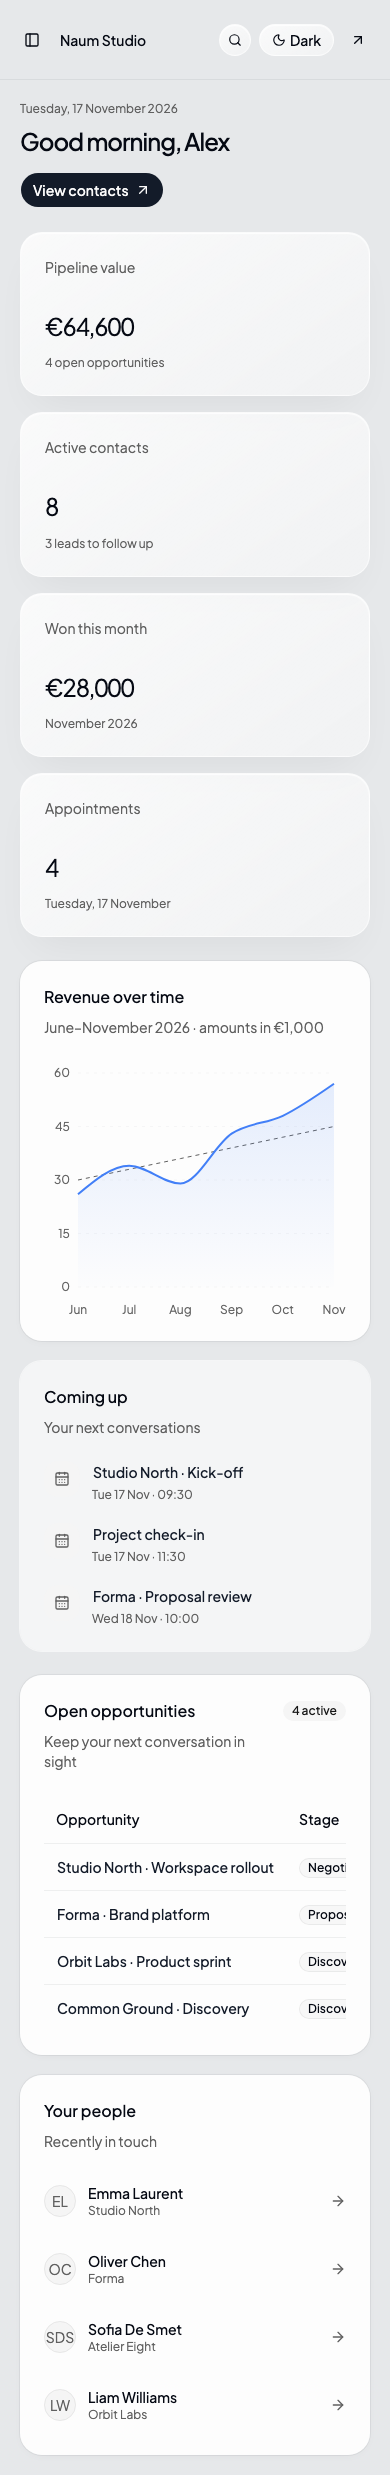 Naum Studio
Dark
Tuesday, 17 November 2026
Good morning, Alex
View contacts
Pipeline value
€64,600
4 open opportunities
Active contacts
8
3 leads to follow up
Won this month
€28,000
November 2026
Appointments
4
Tuesday, 17 November
Revenue over time
June–November 2026 · amounts in €1,000
60
45
30
15
0
Jun Jul Aug Sep Oct Nov
Coming up
Your next conversations
Studio North · Kick-off
Tue 17 Nov · 09:30
Project check-in
Tue 17 Nov · 11:30
Forma · Proposal review
Wed 18 Nov · 10:00
Open opportunities 4 active
Keep your next conversation in
sight
Opportunity Stage
Studio North · Workspace rollout Negoti
Forma · Brand platform Propos
Orbit Labs · Product sprint Discov
Common Ground · Discovery Discov
Your people
Recently in touch
EL Emma Laurent
Studio North
OC Oliver Chen
Forma
SDS Sofia De Smet
Atelier Eight
LW Liam Williams
Orbit Labs